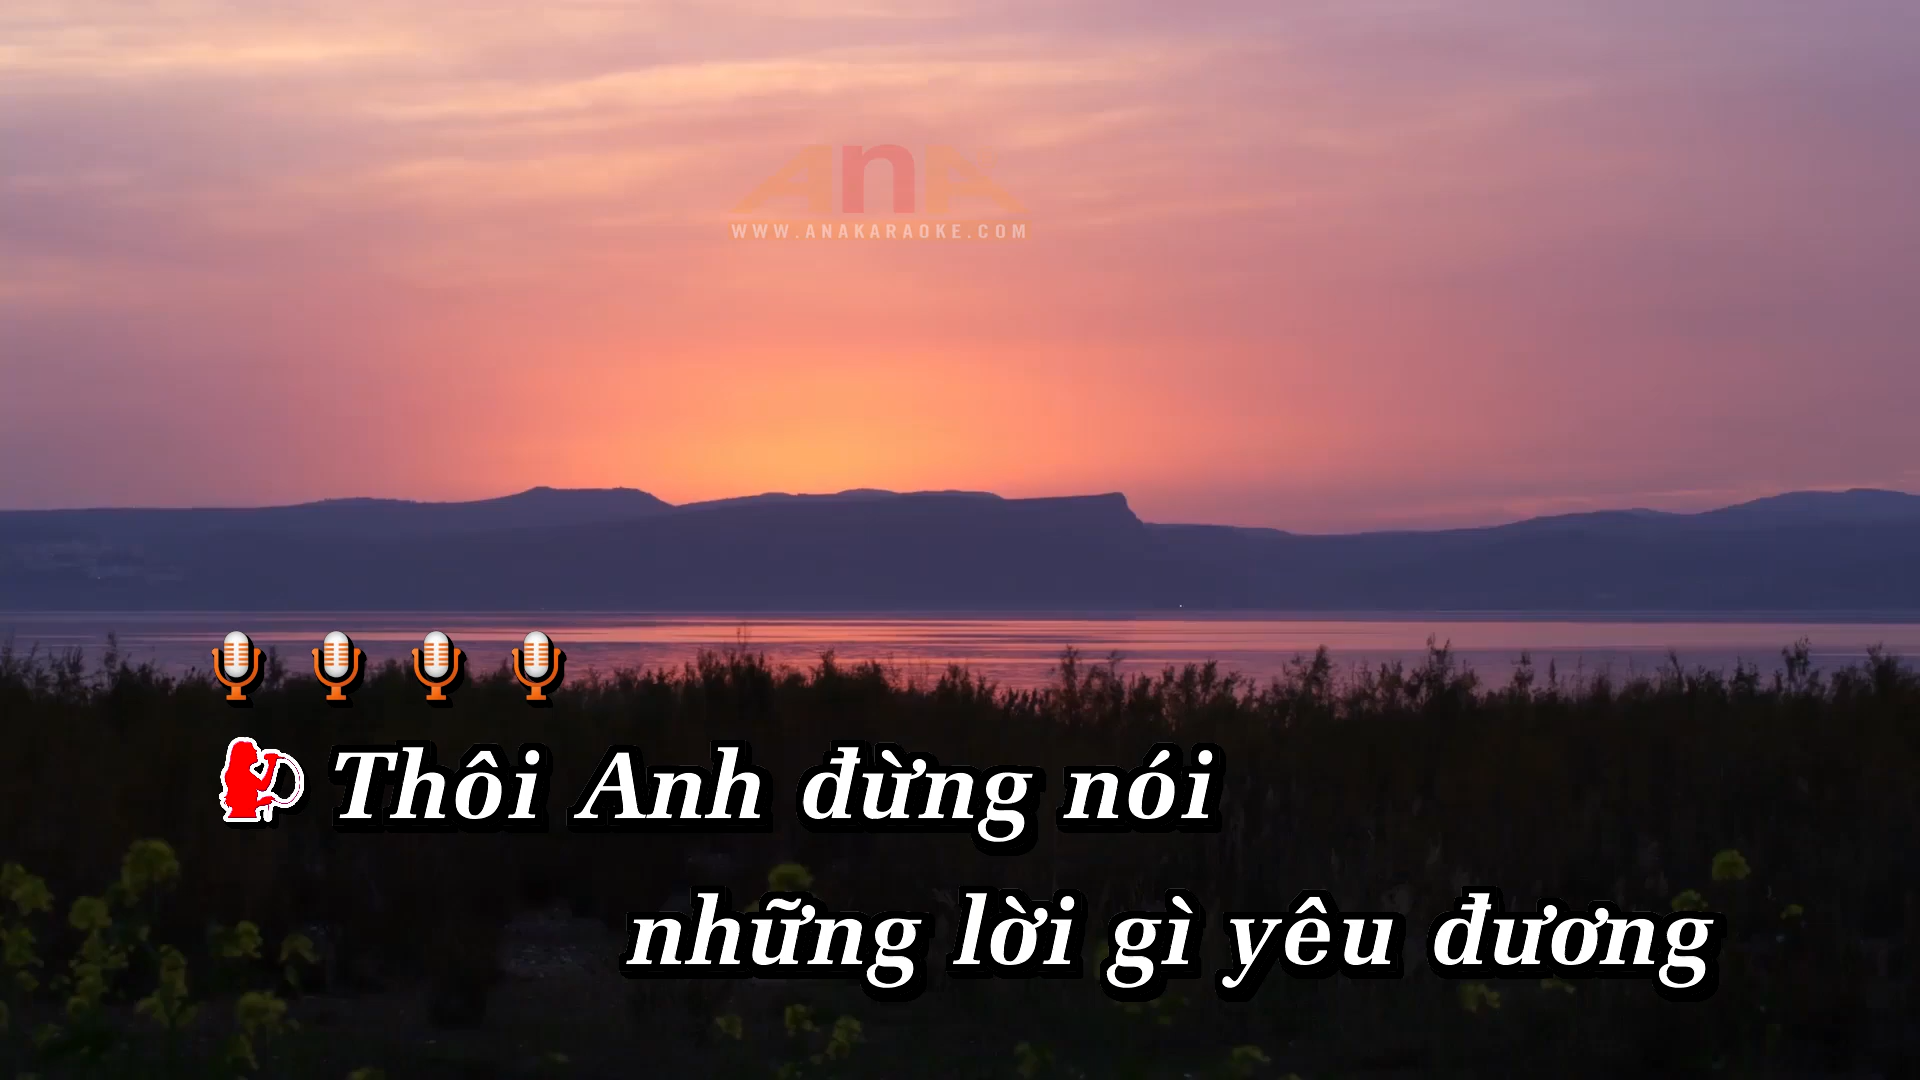 AnA
WWW.ANAKARAOKE.COM
Thôi Anh đừng nói
những lời gì yêu đương